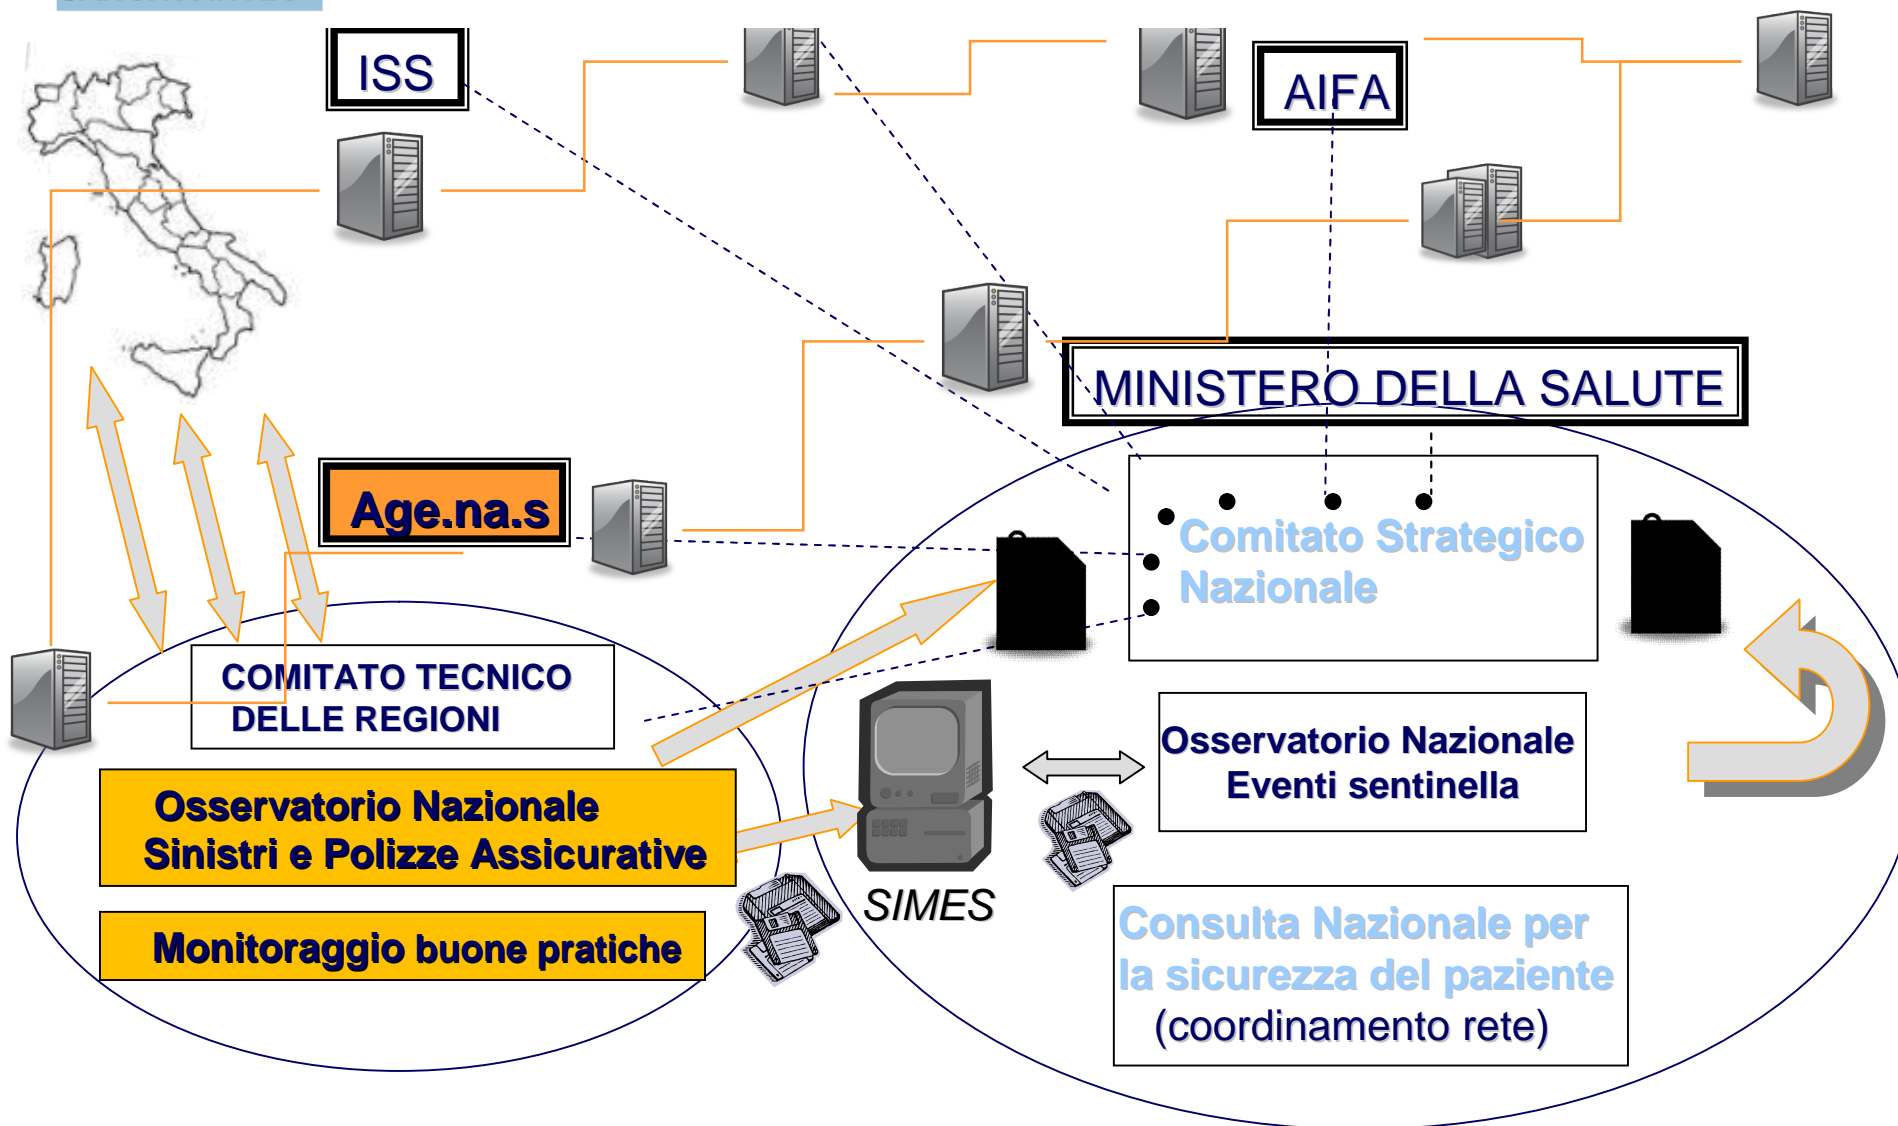 ISS
AIFA
MINISTERO DELLA SALUTE
Age.na.s
Comitato Strategico
Nazionale
COMITATO TECNICO
DELLE REGIONI
Osservatorio Nazionale
Eventi sentinella
Osservatorio Nazionale
Sinistri e Polizze Assicurative
SIMES
Monitoraggio buone pratiche
Consulta Nazionale per
la sicurezza del paziente
(coordinamento rete)